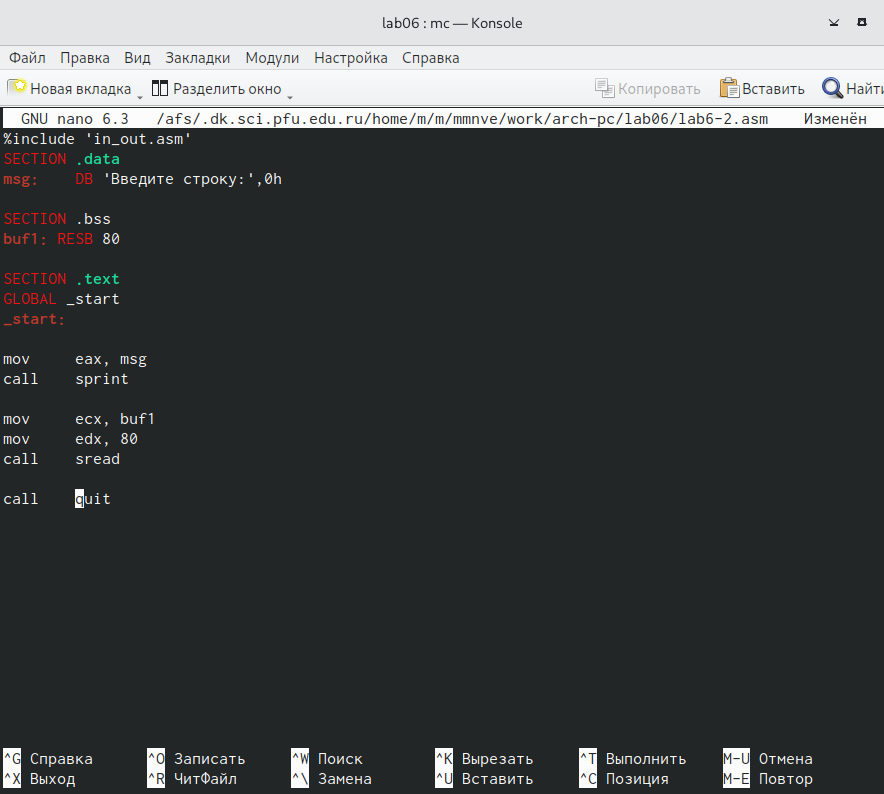 lab06 : mc — Konsole
Файл Правка Вид Закладки Модули Настройка Справка
Новая вкладка Разделить окно Копировать Вставить Найти
GNU nano 6.3 /afs/.dk.sci.pfu.edu.ru/home/m/m/mmnve/work/arch-pc/lab06/lab6-2.asm Изменён
%include 'in_out.asm'
SECTION .data
msg: DB 'Введите строку:',0h
SECTION .bss
buf1: RESB 80
SECTION .text
GLOBAL _start
_start:
mov eax, msg
call sprint
mov ecx, buf1
mov edx, 80
call sread
call quit
^G Справка ^O Записать ^W Поиск ^K Вырезать ^T Выполнить M-U Отмена
^X Выход ^R ЧитФайл ^\ Замена ^U Вставить ^C Позиция M-E Повтор